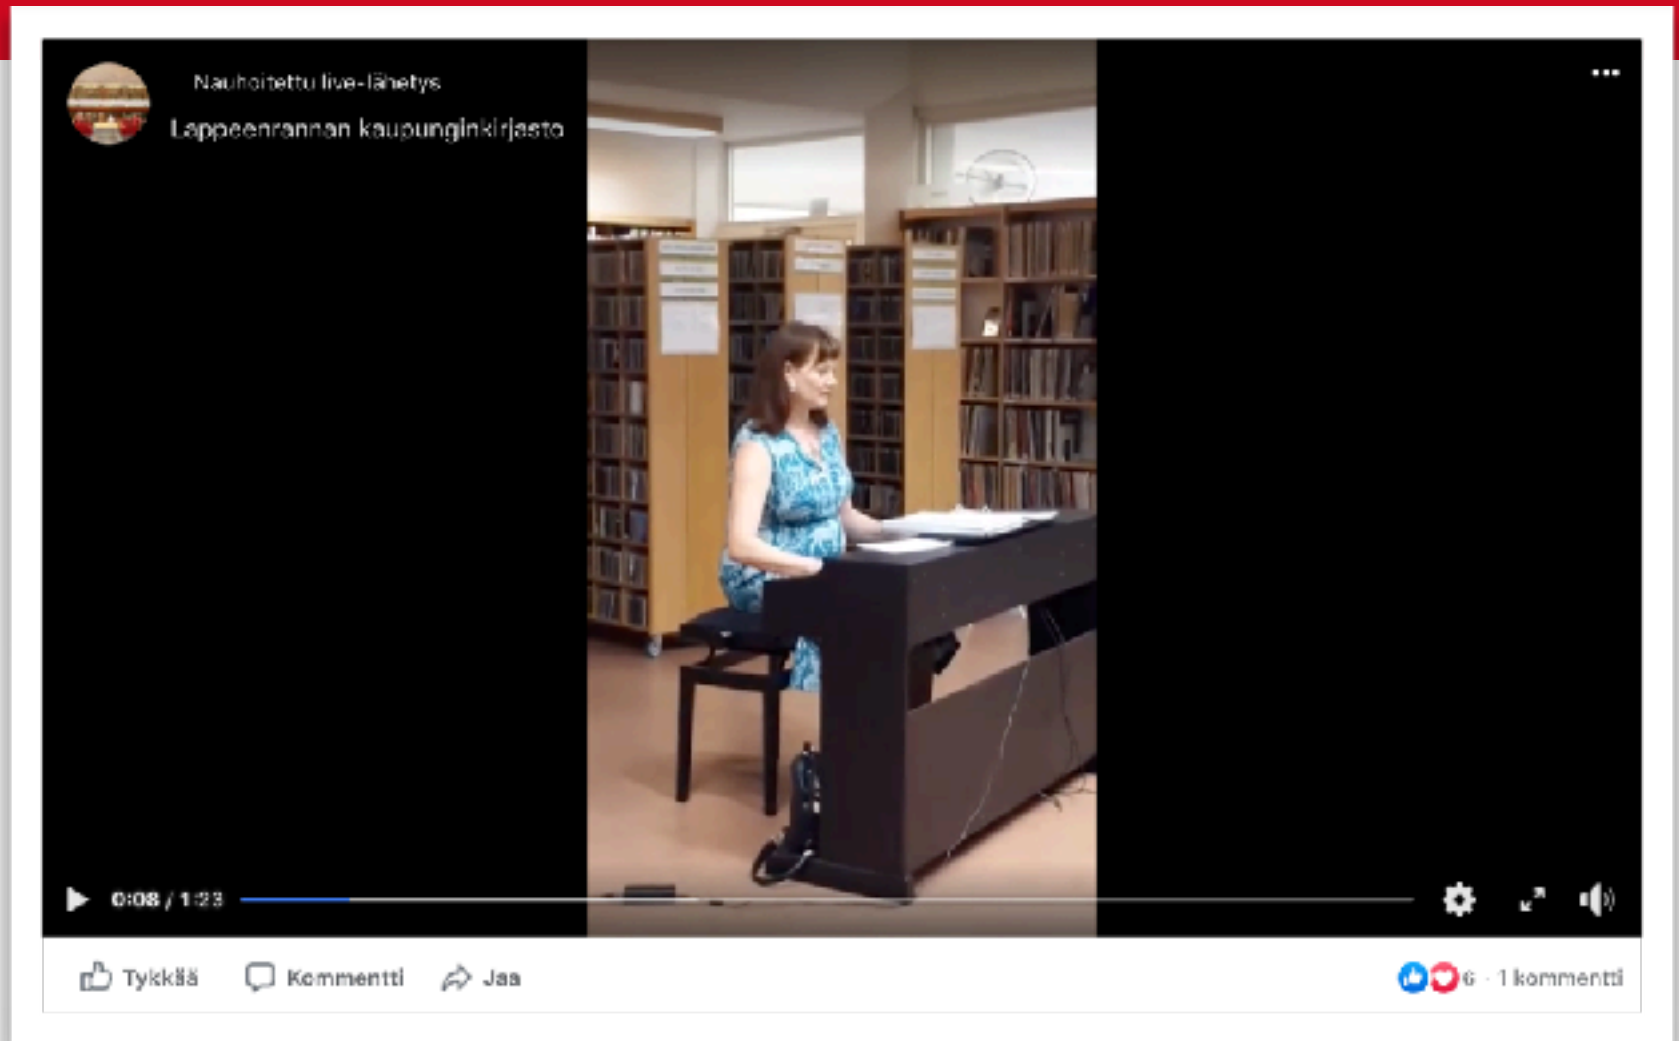 Nauhoitettu live-lähetys
Lappeenrannan kaupunginkirjasto
0:08 / 1:23
Tykkää Kommentti Jaa 6 · 1 kommentti